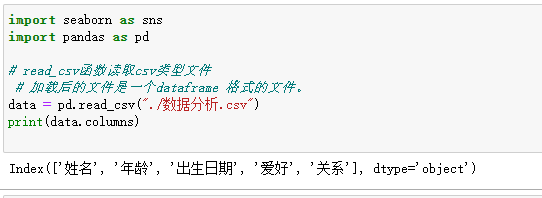 import seaborn as sns
import pandas as pd
# read_csv函数读取csv类型文件
# 加载后的文件是一个dataframe 格式的文件。
data = pd.read_csv("./数据分析.csv")
print(data.columns)
Index(['姓名', '年龄', '出生日期', '爱好', '关系'], dtype='object')